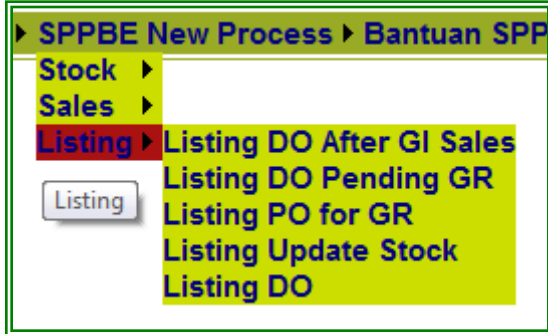 SPPBE New Process Bantuan SPP
Stock
Sales
Listing
Listing DO After GI Sales
Listing DO Pending GR
Listing PO for GR
Listing Update Stock
Listing DO
Listing